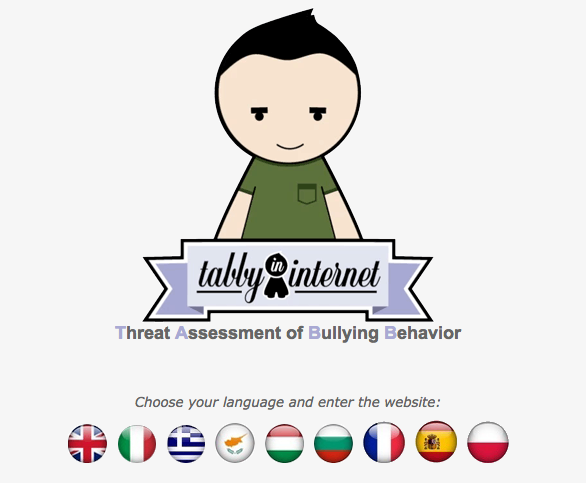 tabby in internet
Threat Assessment of Bullying Behavior
Choose your language and enter the website: